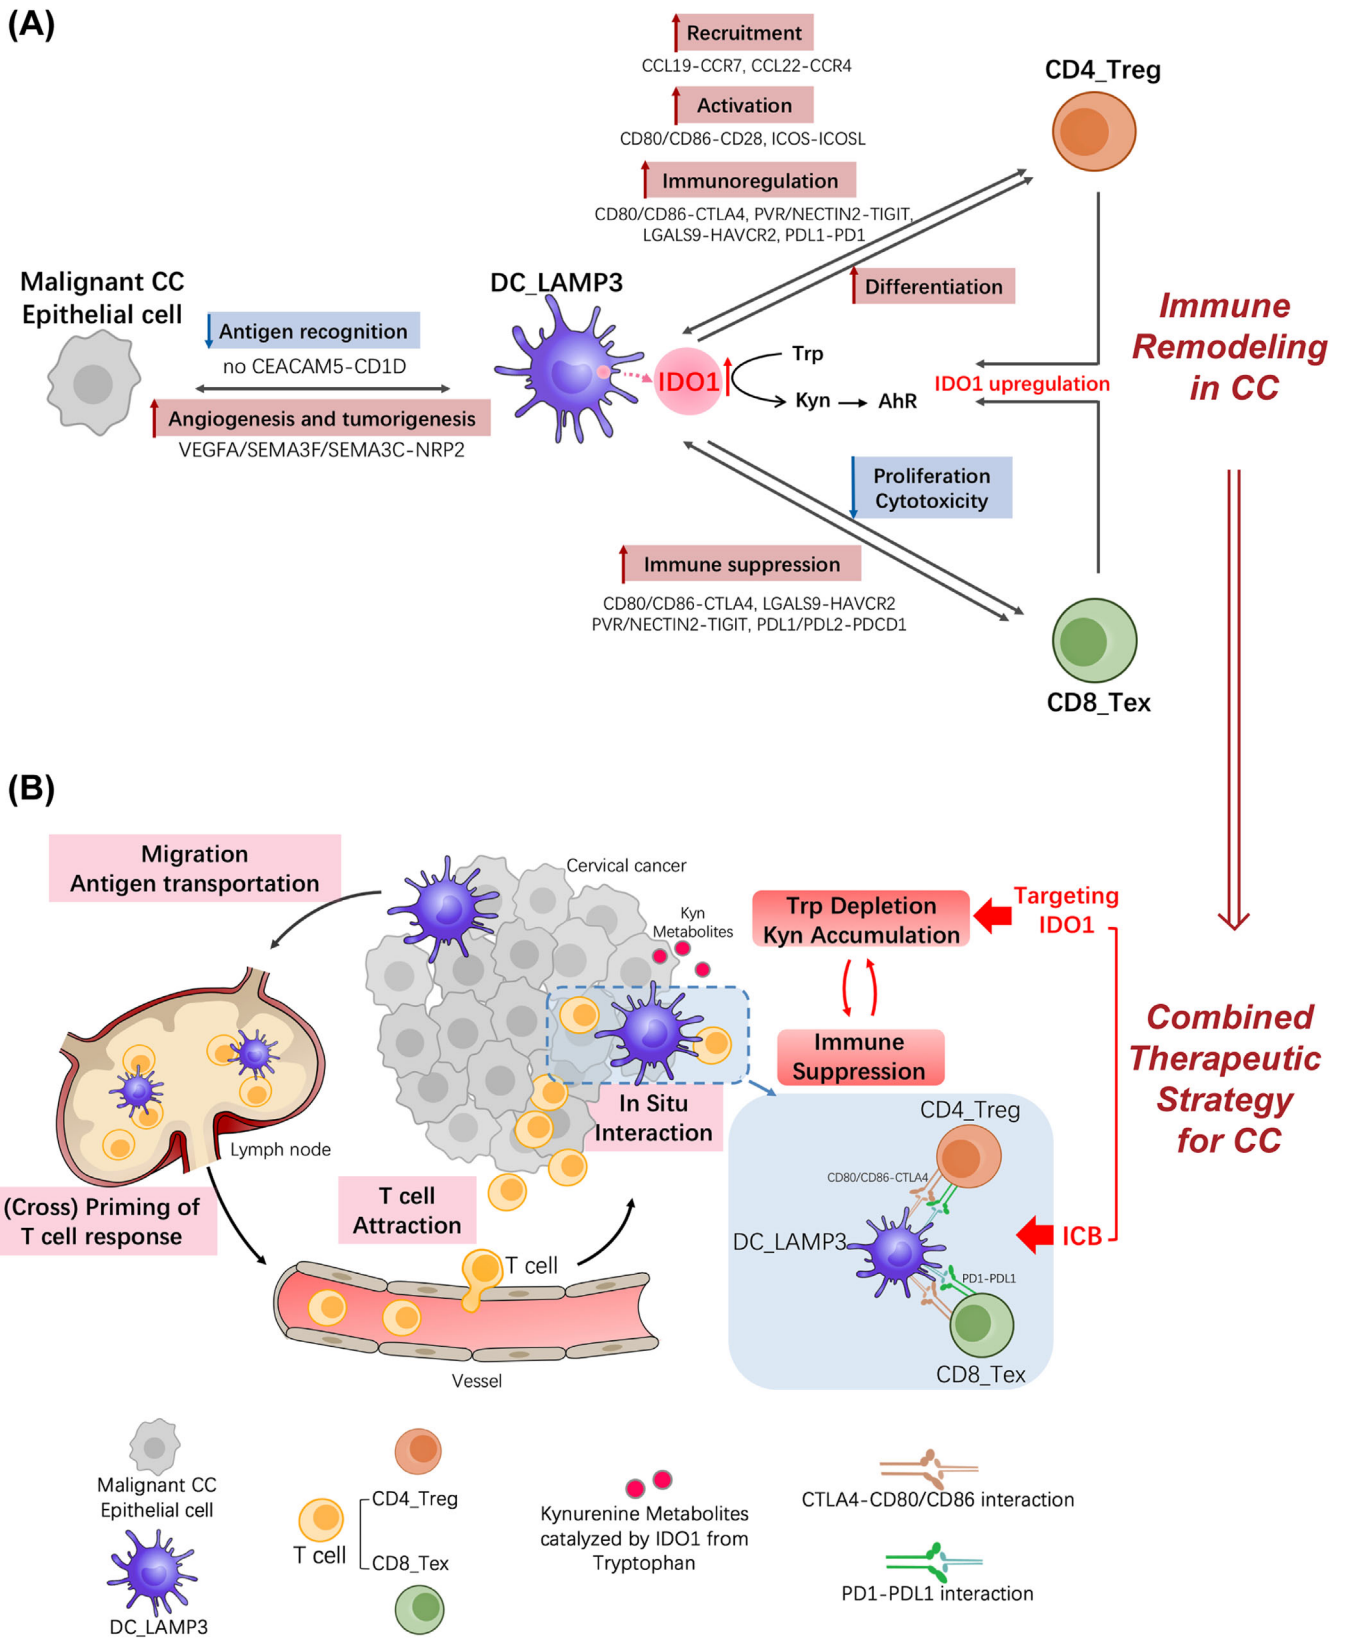 (A)
Recruitment
CCL19-CCR7, CCL22-CCR4
Activation
CD80/CD86-CD28, ICOS-ICOSL
Immunoregulation
CD80/CD86-CTLA4, PVR/NECTIN2-TIGIT,
LGALS9-HAVCR2, PDL1-PD1
CD4_Treg
Differentiation
Malignant CC
Epithelial cell
Antigen recognition
no CEACAM5-CD1D
Angiogenesis and tumorigenesis
VEGFA/SEMA3F/SEMA3C-NRP2
DC_LAMP3
IDO1
Trp
Kyn
AhR
IDO1 upregulation
Proliferation
Cytotoxicity
Immune suppression
CD80/CD86-CTLA4, LGALS9-HAVCR2
PVR/NECTIN2-TIGIT, PDL1/PDL2-PDCD1
CD8_Tex
Immune
Remodeling
in CC
(B)
Migration
Antigen transportation
Cervical cancer
Kyn
Metabolites
Trp Depletion
Kyn Accumulation
Targeting
IDO1
Immune
Suppression
In Situ
Interaction
Lymph node
(Cross) Priming of
T cell response
T cell
Attraction
T cell
Vessel
CD4_Treg
CD80/CD86-CTLA4
DC_LAMP3
PD1-PDL1
CD8_Tex
ICB
Combined
Therapeutic
Strategy
for CC
Malignant CC
Epithelial cell
DC_LAMP3
T cell
CD4_Treg
CD8_Tex
Kynurenine Metabolites
catalyzed by IDO1 from
Tryptophan
CTLA4-CD80/CD86 interaction
PD1-PDL1 interaction